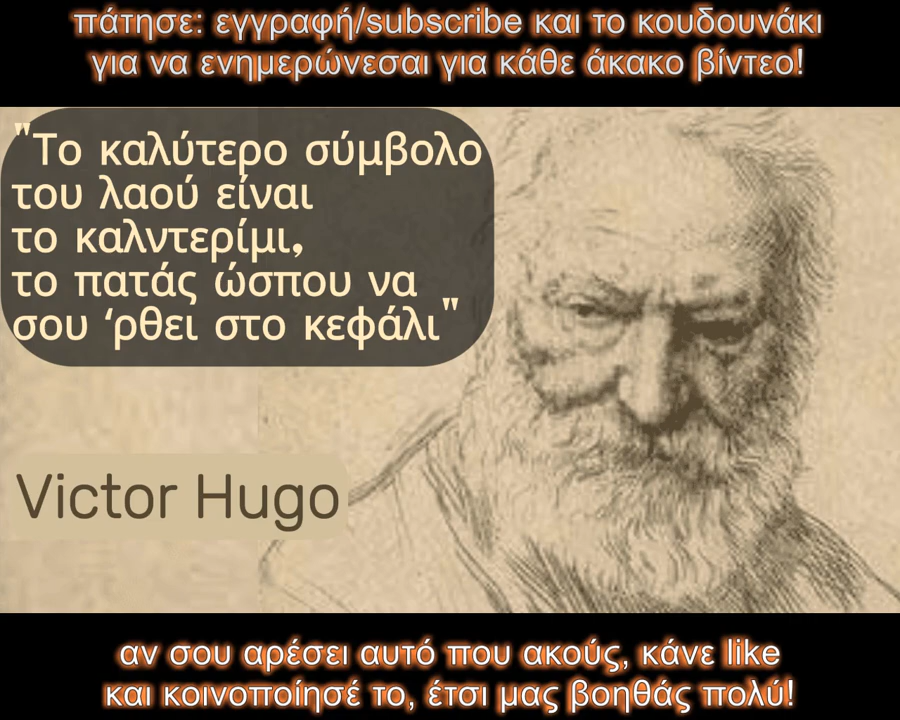 πάτησε: εγγραφή/subscribe και το κουδουνάκι
για να ενημερώνεσαι για κάθε άκακο βίντεο!
"Το καλύτερο σύμβολο
του λαού είναι
το καλντερίμι,
το πατάς ώσπου να
σου ‘ρθει στο κεφάλι"
Victor Hugo
αν σου αρέσει αυτό που ακούς, κάνε like
και κοινοποίησέ το, έτσι μας βοηθάς πολύ!